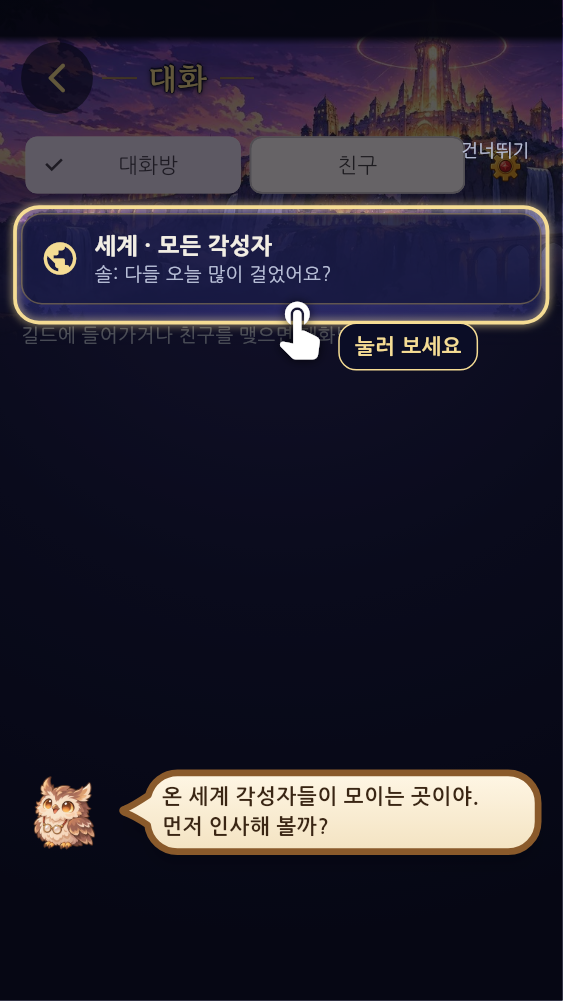 대화
건너뛰기
대화방
친구
세계 · 모든 각성자
솔: 다들 오늘 많이 걸었어요?
길드에 들어가거나 친구를 맺으면
눌러 보세요
온 세계 각성자들이 모이는 곳이야.
먼저 인사해 볼까?